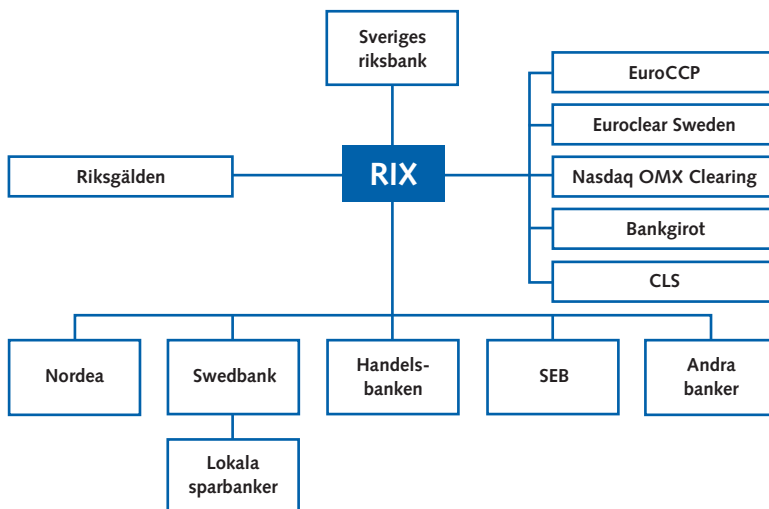 Sveriges
riksbank
EuroCCP
Euroclear Sweden
Riksgälden
RIX
Nasdaq OMX Clearing
Bankgirot
CLS
Nordea
Swedbank
Handels-
banken
SEB
Andra
banker
Lokala
sparbanker